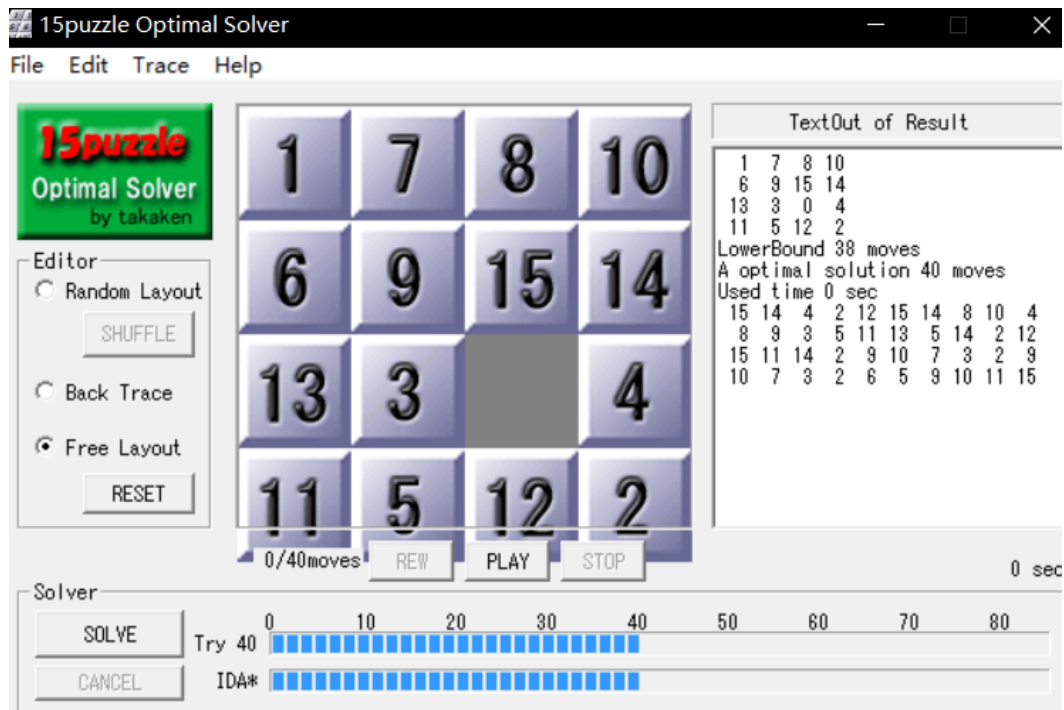 15puzzle Optimal Solver
File Edit Trace Help
15puzzle
Optimal Solver
by takaken
Editor
Random Layout
SHUFFLE
Back Trace
Free Layout
RESET
1 7 8 10
6 9 15 14
13 3 4
11 5 12 2
0/40moves REW PLAY STOP
TextOut of Result
1 7 8 10
6 9 15 14
13 3 0 4
11 5 12 2
LowerBound 38 moves
A optimal solution 40 moves
Used time 0 sec
15 14 4 2 12 15 14 8 10 4
8 9 3 5 11 13 5 14 2 12
15 11 14 2 9 10 7 3 2 9
10 7 3 2 6 5 9 10 11 15
0 sec
Solver
SOLVE
CANCEL
0 10 20 30 40 50 60 70 80
Try 40
IDA*